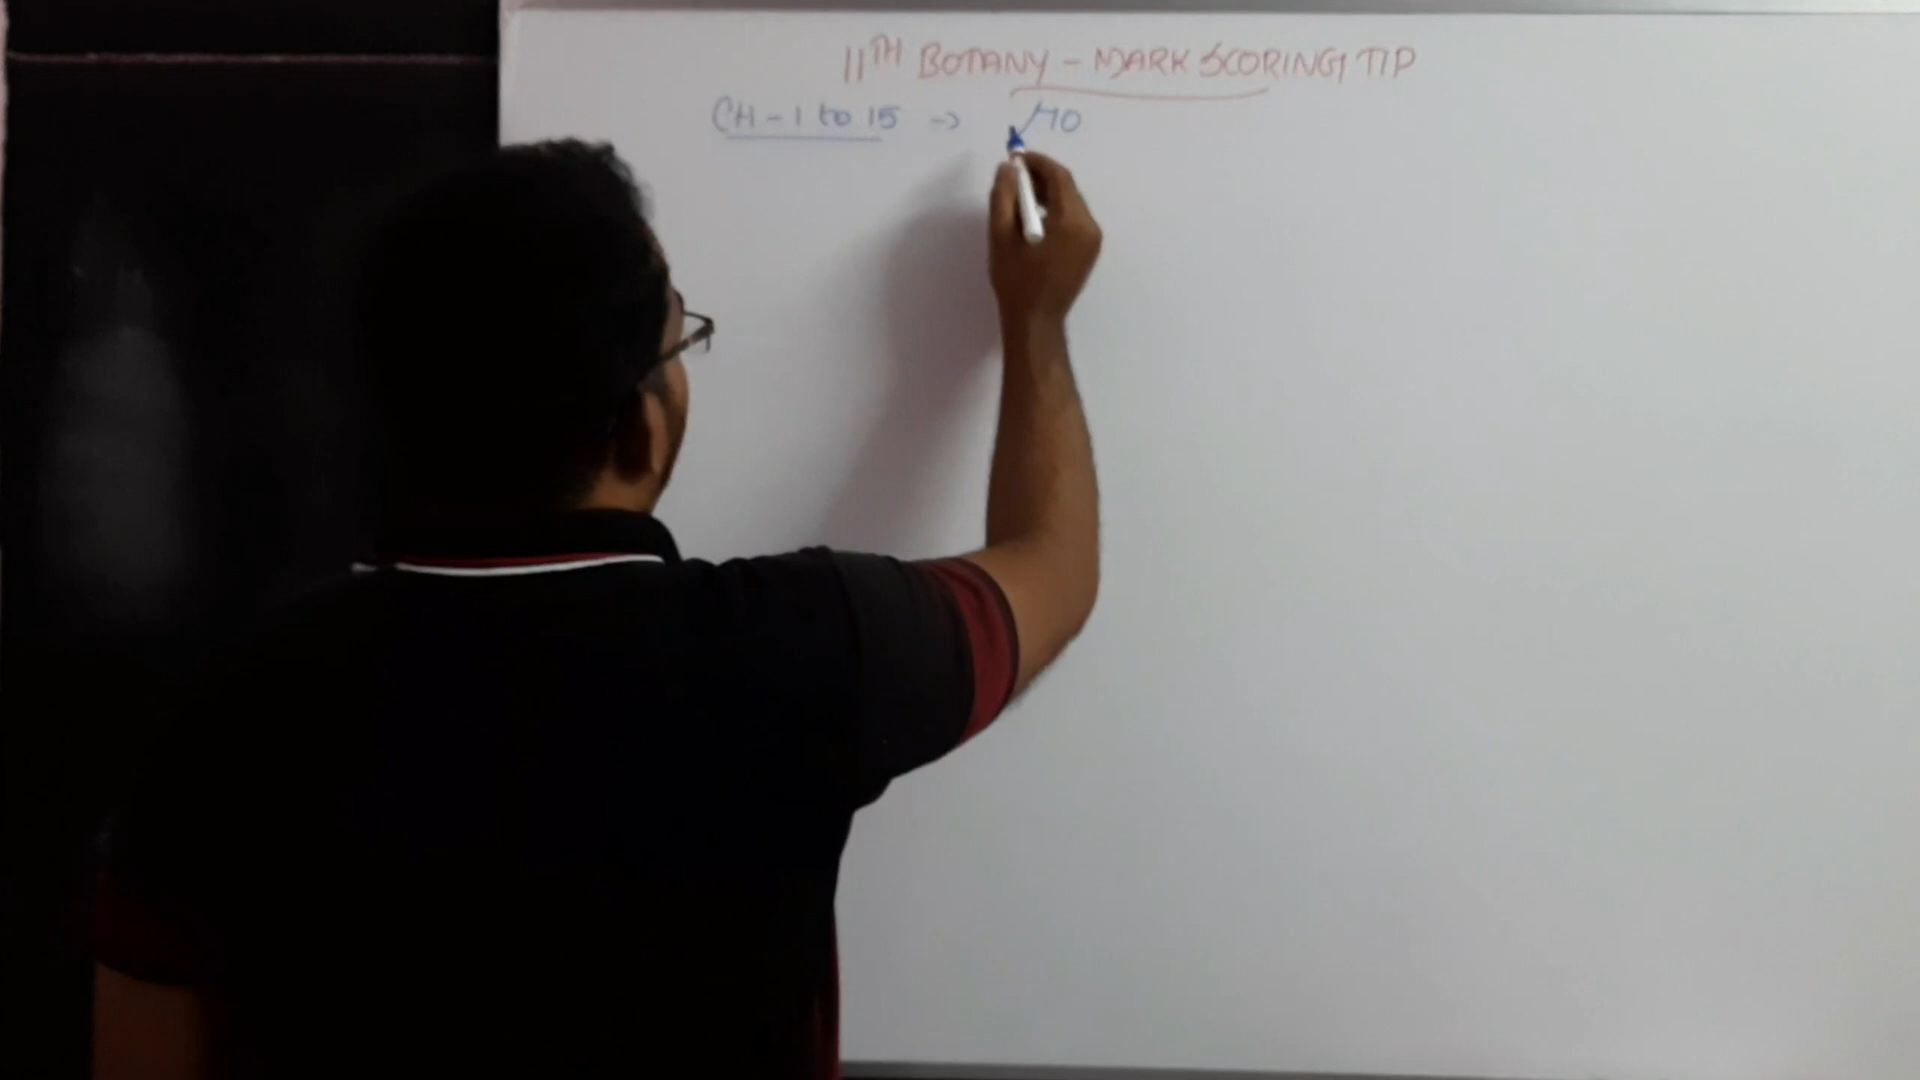 11TH BOTANY - MARK SCORING TIP
CH - 1 to 15 → /70